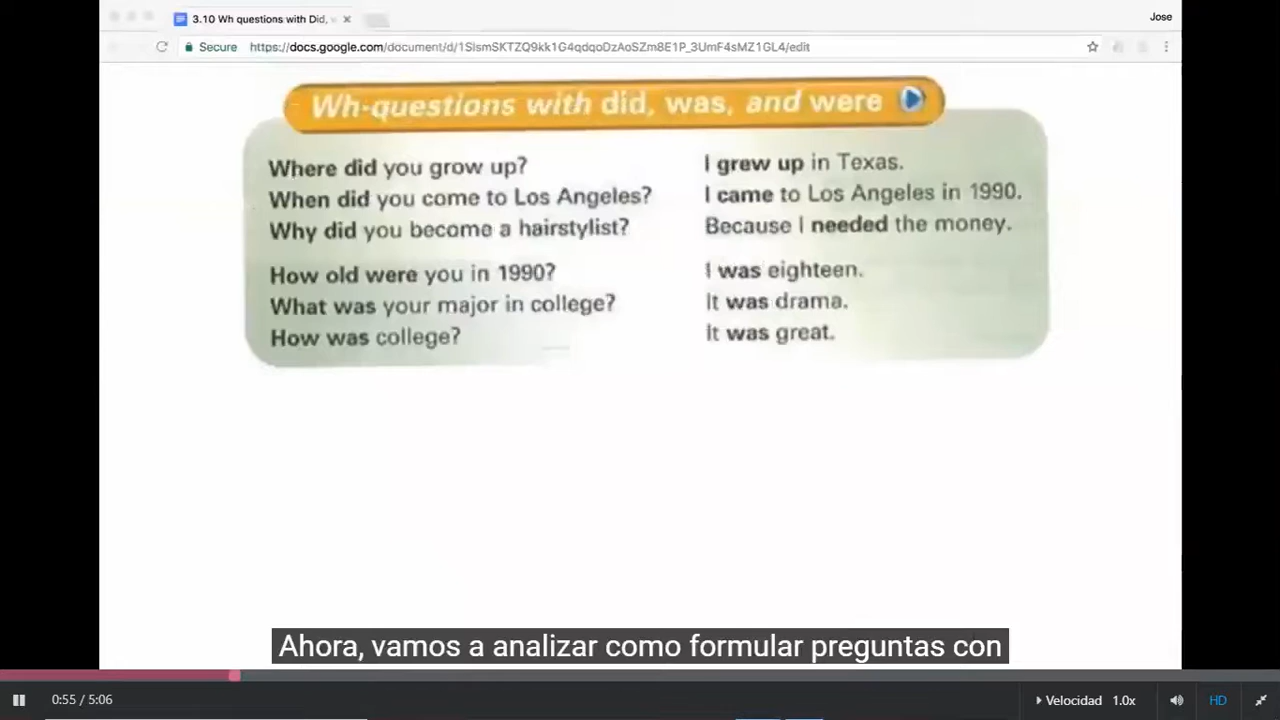 3.10 Wh questions with Did,
Jose
Secure https://docs.google.com/document/d/1SlsmSKTZQ9kk1G4qdqoDzAoSZm8E1P_3UmF4sMZ1GL4/edit
Wh-questions with did, was, and were
Where did you grow up? I grew up in Texas.
When did you come to Los Angeles? I came to Los Angeles in 1990.
Why did you become a hairstylist? Because I needed the money.
How old were you in 1990? I was eighteen.
What was your major in college? It was drama.
How was college? It was great.
Ahora, vamos a analizar como formular preguntas con
0:55 / 5:06 Velocidad 1.0x HD